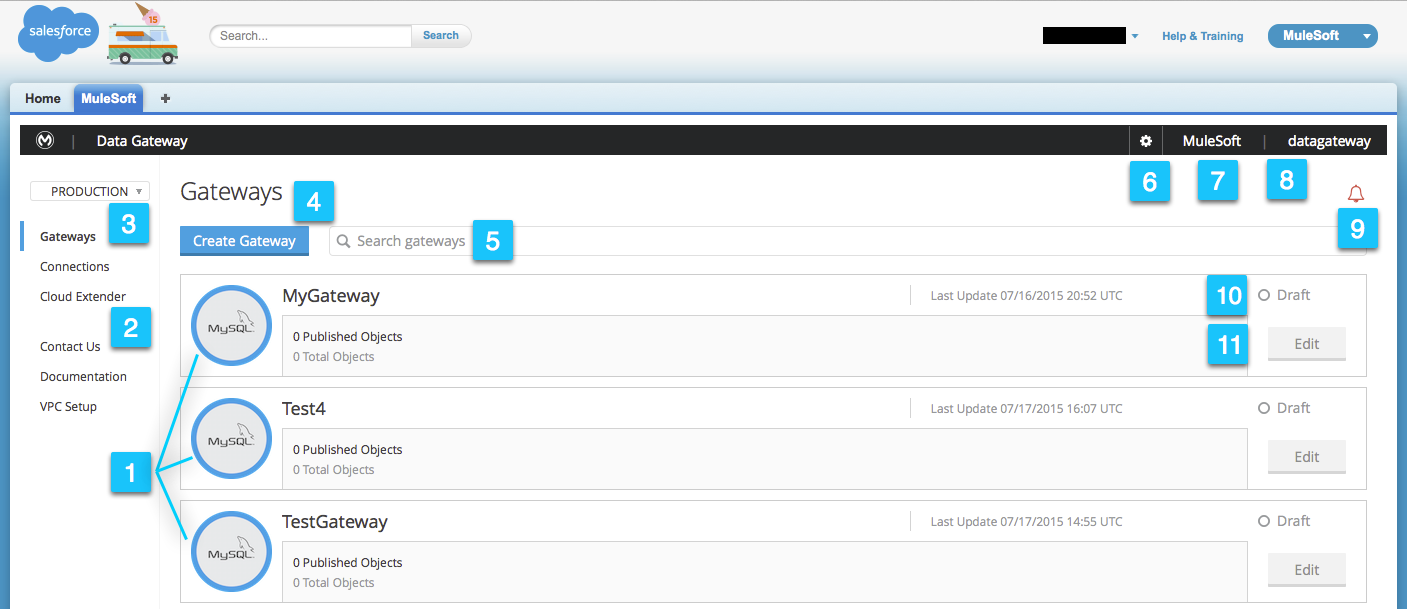 salesforce
15
Search...
Search
Help & Training
MuleSoft
Home
MuleSoft
+
Data Gateway
MuleSoft
datagateway
6
7
8
PRODUCTION
3
Gateways
4
9
Gateways
Connections
Cloud Extender
2
Contact Us
Documentation
VPC Setup
1
Create Gateway
Search gateways
5
MySQL
MyGateway
Last Update 07/16/2015 20:52 UTC
10
Draft
0 Published Objects
0 Total Objects
11
Edit
MySQL
Test4
Last Update 07/17/2015 16:07 UTC
Draft
0 Published Objects
0 Total Objects
Edit
MySQL
TestGateway
Last Update 07/17/2015 14:55 UTC
Draft
0 Published Objects
0 Total Objects
Edit